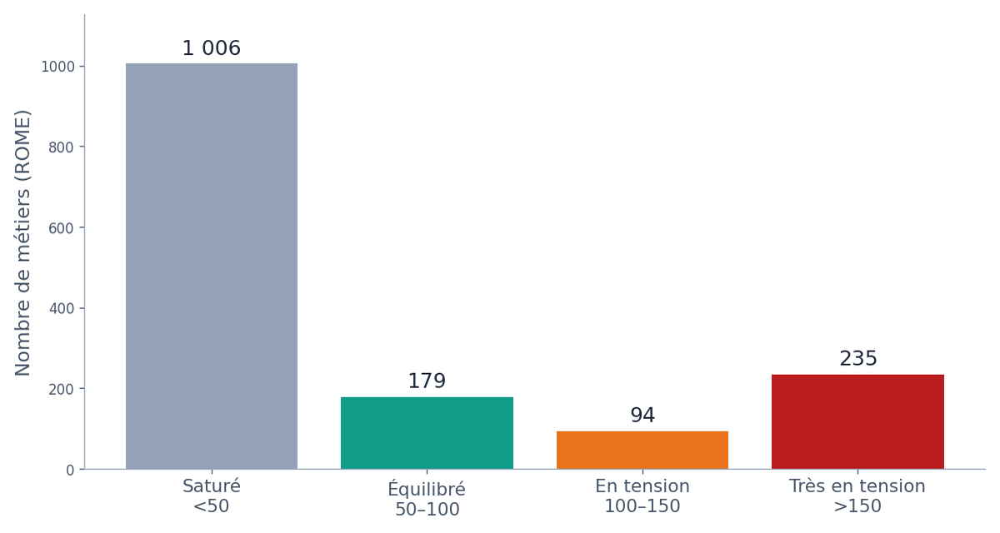 Nombre de métiers (ROME)
1000
800
600
400
200
0
1 006
179
94
235
Saturé
<50
Équilibré
50–100
En tension
100–150
Très en tension
>150